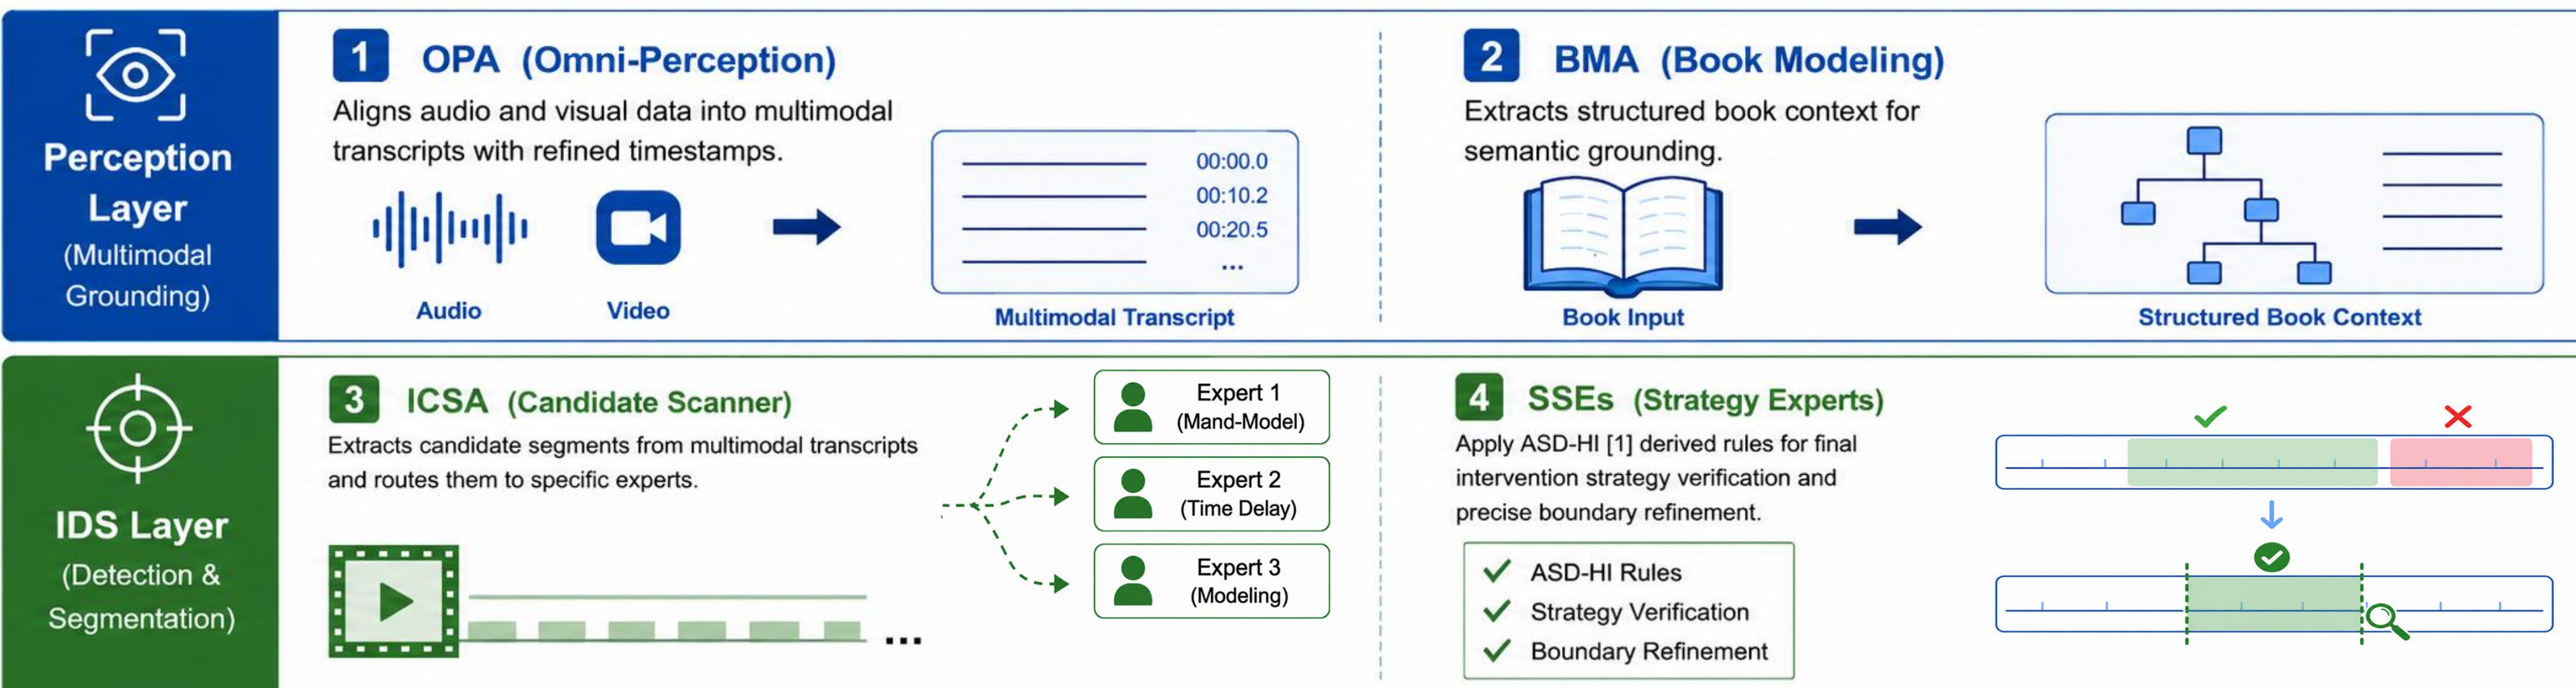 Perception
Layer
(Multimodal
Grounding)
1 OPA (Omni-Perception)
Aligns audio and visual data into multimodal
transcripts with refined timestamps.
Audio
Video
00:00.0
00:10.2
00:20.5
...
Multimodal Transcript
2 BMA (Book Modeling)
Extracts structured book context for
semantic grounding.
Book Input
Structured Book Context
IDS Layer
(Detection &
Segmentation)
3 ICSA (Candidate Scanner)
Extracts candidate segments from multimodal transcripts
and routes them to specific experts.
...
Expert 1
(Mand-Model)
Expert 2
(Time Delay)
Expert 3
(Modeling)
4 SSEs (Strategy Experts)
Apply ASD-HI [1] derived rules for final
intervention strategy verification and
precise boundary refinement.
ASD-HI Rules
Strategy Verification
Boundary Refinement